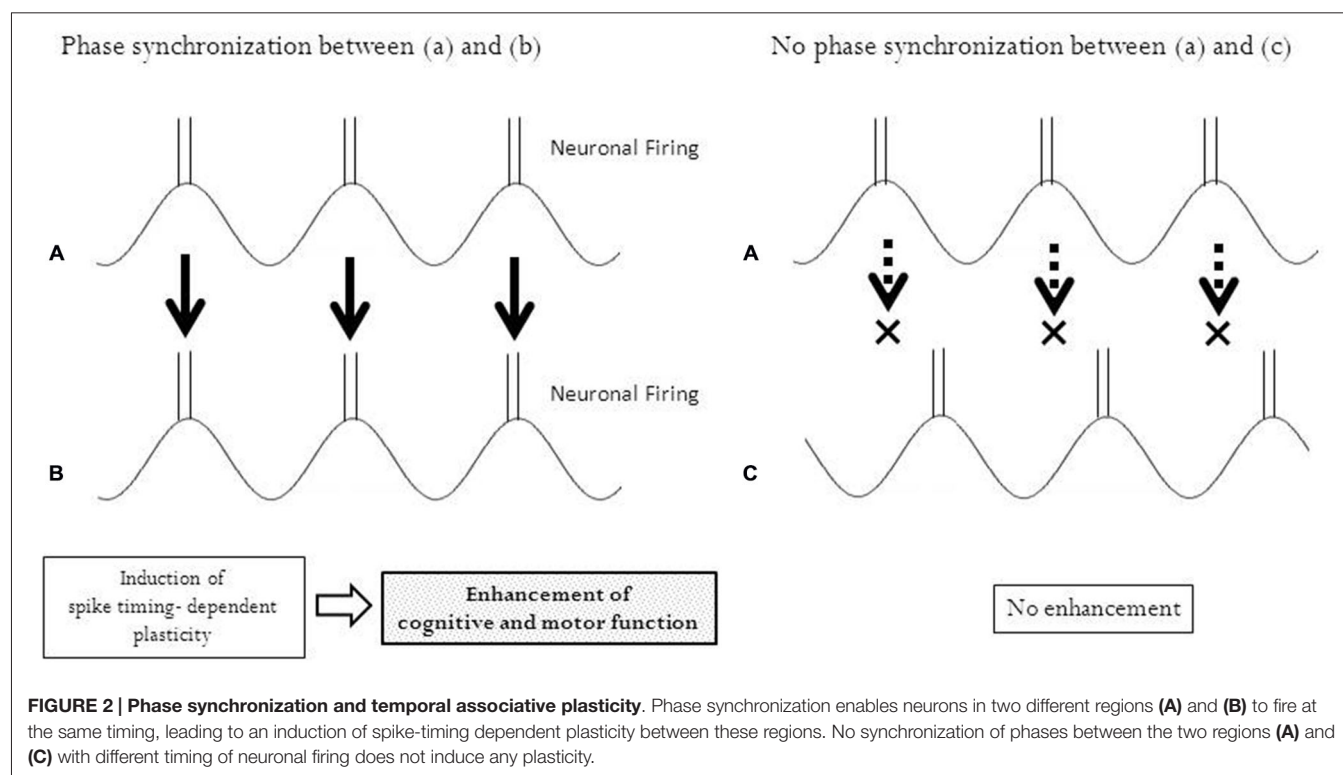 Phase synchronization between (a) and (b)
No phase synchronization between (a) and (c)
Neuronal Firing
Neuronal Firing
A
A
Neuronal Firing
B
C
Induction of
spike timing- dependent
plasticity
Enhancement of
cognitive and motor function
No enhancement
FIGURE 2 | Phase synchronization and temporal associative plasticity. Phase synchronization enables neurons in two different regions (A) and (B) to fire at
the same timing, leading to an induction of spike-timing dependent plasticity between these regions. No synchronization of phases between the two regions (A) and
(C) with different timing of neuronal firing does not induce any plasticity.